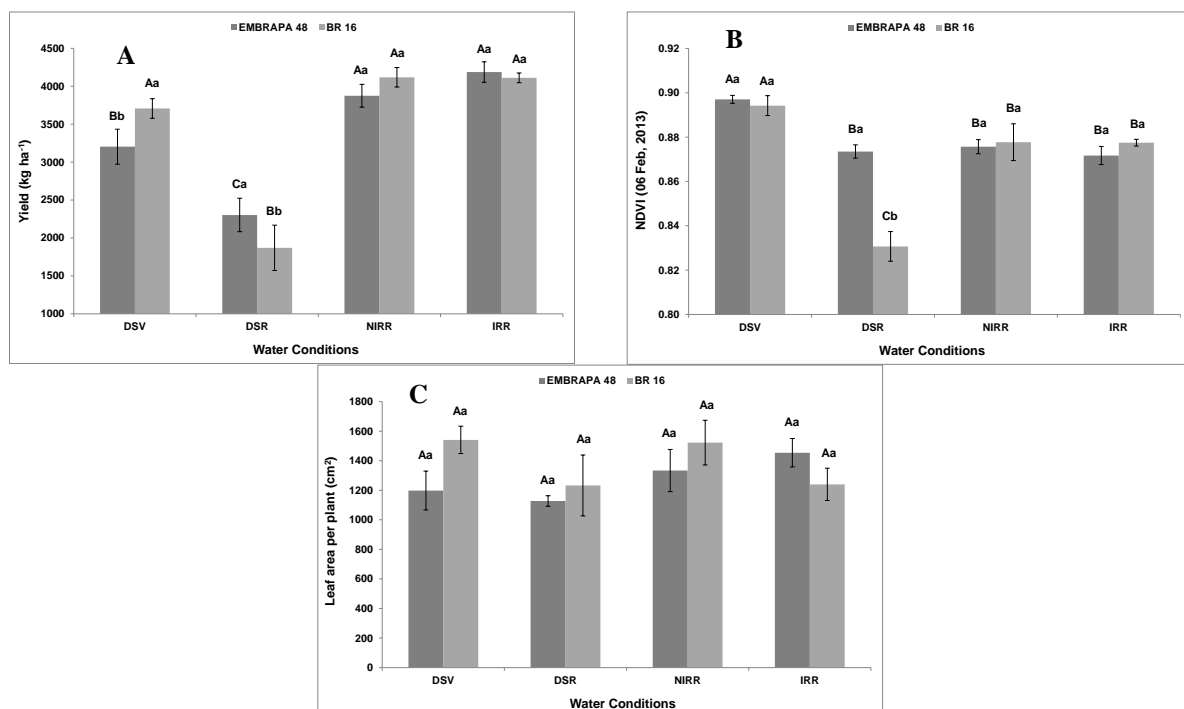 EMBRAPA 48 BR 16
A
4500
4000
3500
3000
2500
2000
1500
1000
Yield (kg ha⁻¹)
Bb Aa Ca Bb Aa Aa Aa Aa
DSV DSR NIRR IRR
Water Conditions
EMBRAPA 48 BR 16
B
0.92
0.90
0.88
0.86
0.84
0.82
0.80
NDVI (06 Feb, 2013)
Aa Aa Ba Cb Ba Ba Ba Ba
DSV DSR NIRR IRR
Water Conditions
EMBRAPA 48 BR 16
C
1800
1600
1400
1200
1000
800
600
400
200
0
Leaf area per plant (cm²)
Aa Aa Aa Aa Aa Aa Aa Aa
DSV DSR NIRR IRR
Water Conditions